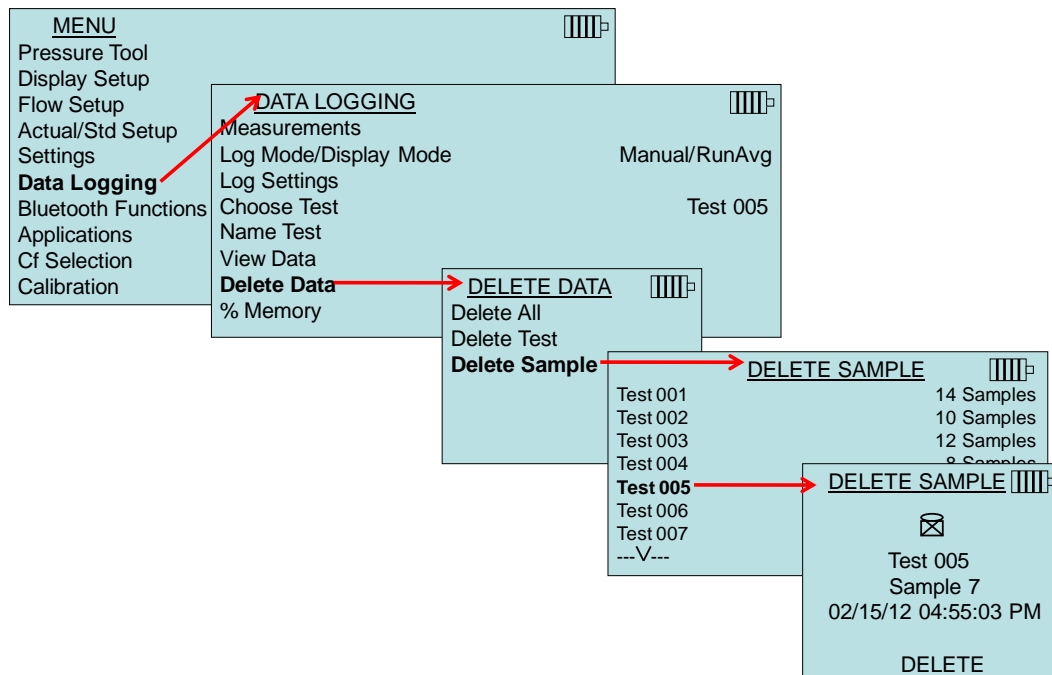 MENU
Pressure Tool
Display Setup
Flow Setup
Actual/Std Setup
Settings
Data Logging
Bluetooth Functions
Applications
Cf Selection
Calibration
DATA LOGGING
Measurements
Log Mode/Display Mode Manual/RunAvg
Log Settings
Choose Test Test 005
Name Test
View Data
Delete Data
% Memory
DELETE DATA
Delete All
Delete Test
Delete Sample
DELETE SAMPLE
Test 001 14 Samples
Test 002 10 Samples
Test 003 12 Samples
Test 004 8 Samples
Test 005
Test 006
Test 007
---V---
DELETE SAMPLE
Test 005
Sample 7
02/15/12 04:55:03 PM
DELETE